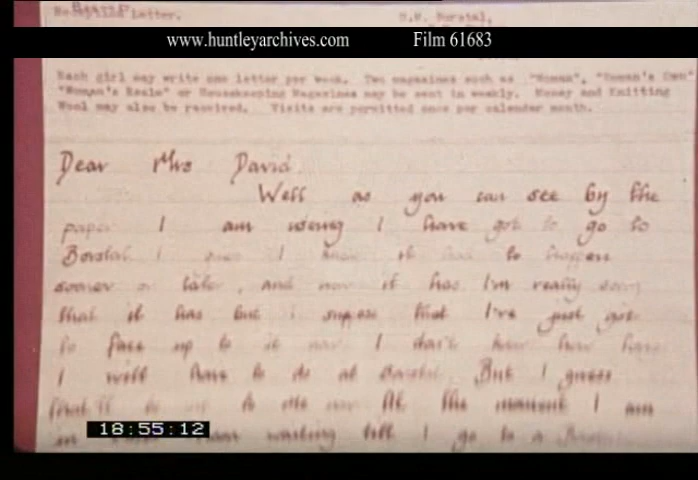 Reception Letter. H.M. Borstal,
www.huntleyarchives.com Film 61683
Each girl may write one letter per week. Two magazines such as "Woman", "Woman's Own"
"Woman's Realm" or Housekeeping Magazines may be sent in weekly. Money and Knitting
Wool may also be received. Visits are permitted once per calendar month.
Dear Mrs David.
Well as you can see by the
paper I am using I have got to go to
Borstal I I knew it had to happen
sooner or later, and now it has I'm really sorry
that it has but I supose that I've just got
to face up to it now. I don't know how long
I will have to do at Borstal. But I guess
to me now. At the moment I am
in waiting till I go to a
18:55:12